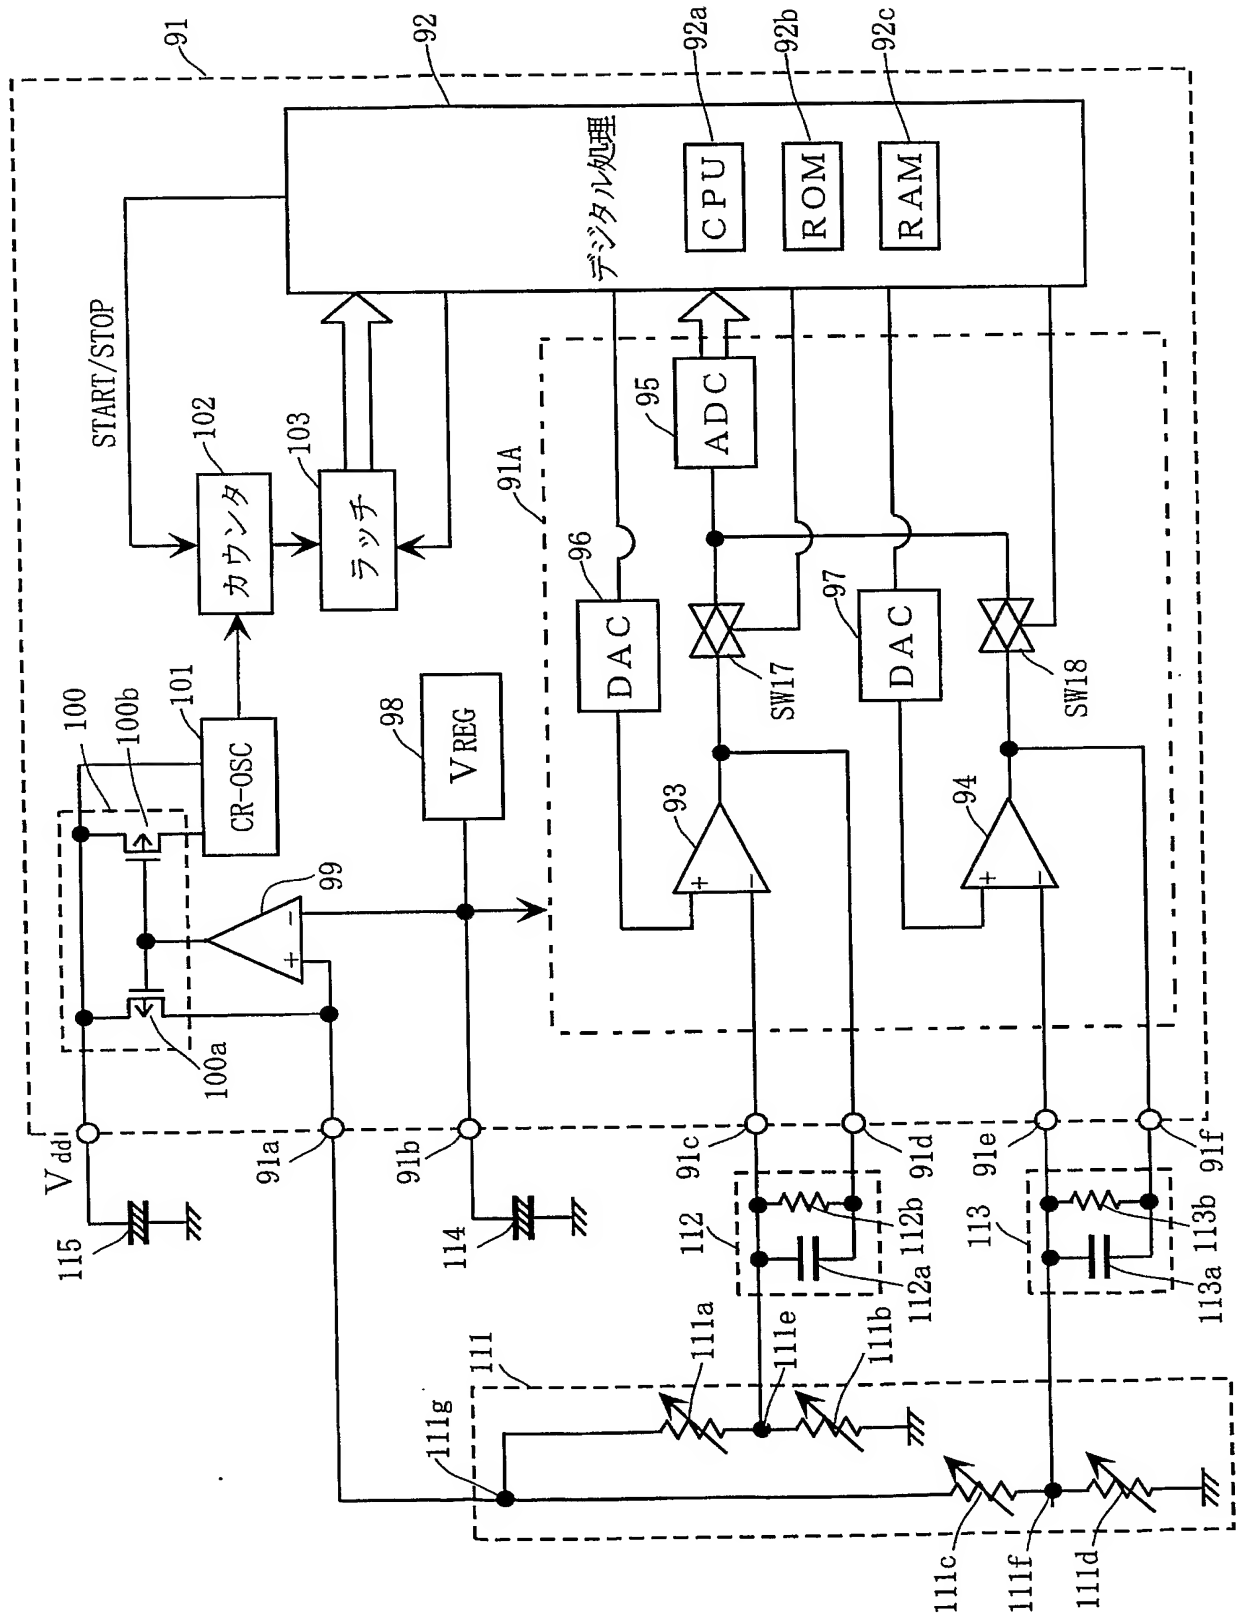 91
92
START/STOP
102
カウンタ
103
ラッチ
デジタル処理
92a
CPU
92b
ROM
92c
RAM
100
100b
101
CR-OSC
99
+
−
100a
98
VREG
91A
95
ADC
96
DAC
SW17
97
DAC
SW18
93
+
−
94
+
−
Vdd
115
91a
91b
114
91c
91d
91e
91f
112
112b
112a
113
113b
113a
111
111g
111a
111e
111b
111c
111f
111d